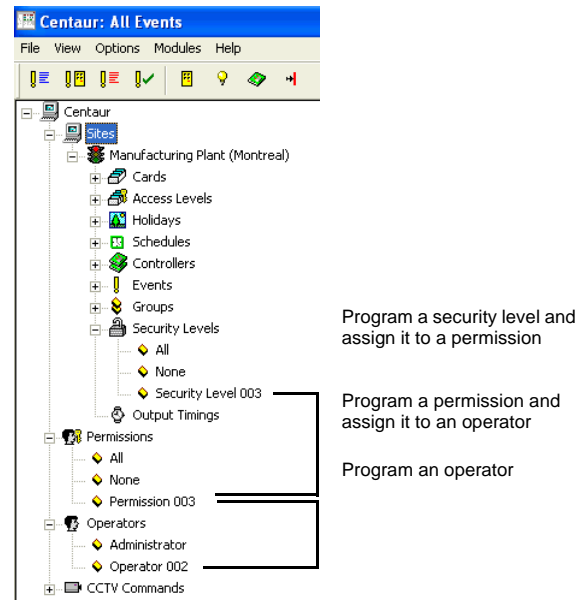 Centaur: All Events
File View Options Modules Help
Centaur
Sites
Manufacturing Plant (Montreal)
Cards
Access Levels
Holidays
Schedules
Controllers
Events
Groups
Security Levels
All
None
Security Level 003
Output Timings
Permissions
All
None
Permission 003
Operators
Administrator
Operator 002
CCTV Commands
Program a security level and
assign it to a permission
Program a permission and
assign it to an operator
Program an operator